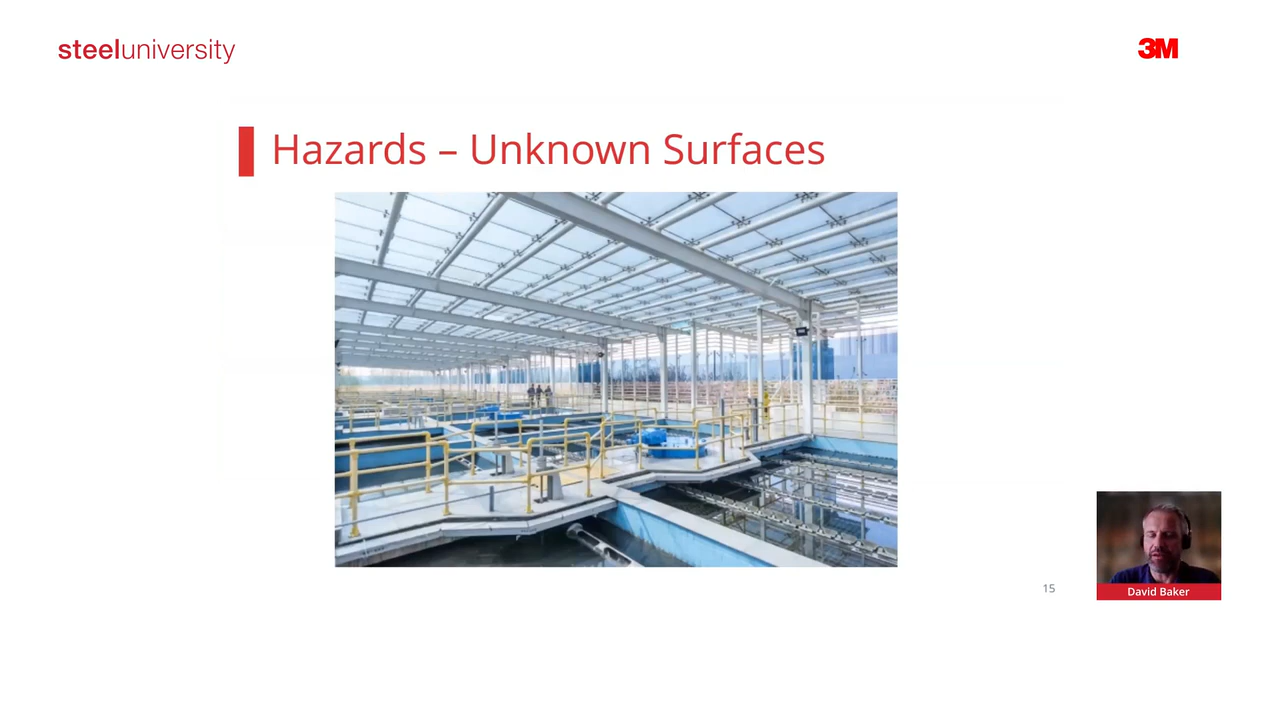 steeluniversity
3M
Hazards – Unknown Surfaces
15
David Baker